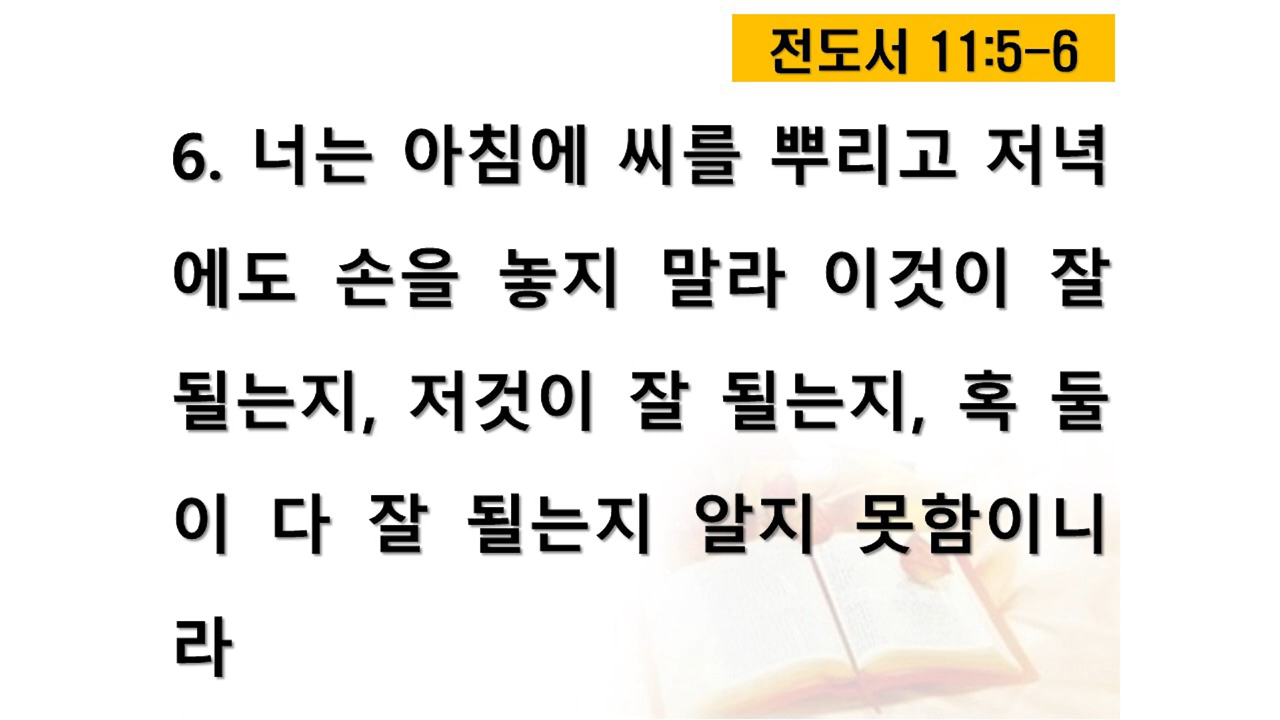 전도서 11:5-6
6. 너는 아침에 씨를 뿌리고 저녁
에도 손을 놓지 말라 이것이 잘
될는지, 저것이 잘 될는지, 혹 둘
이 다 잘 될는지 알지 못함이니
라